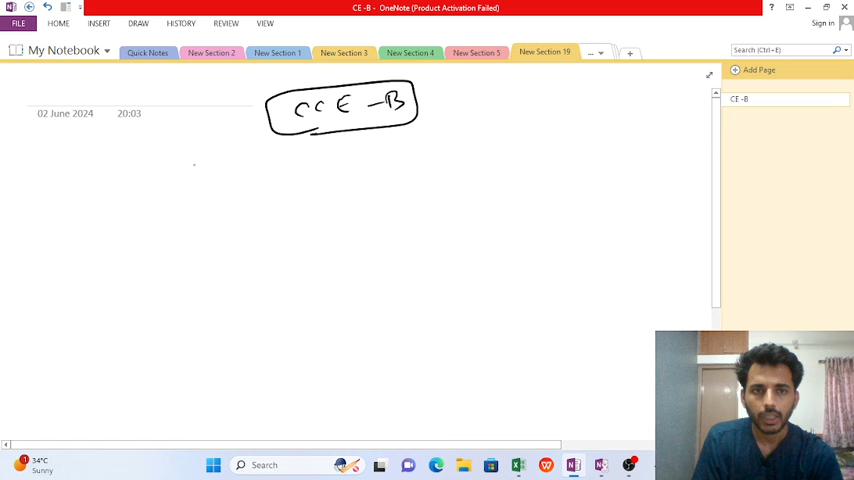 CE -B - OneNote (Product Activation Failed)
FILE HOME INSERT DRAW HISTORY REVIEW VIEW
Sign in
My Notebook Quick Notes New Section 2 New Section 1 New Section 3 New Section 4 New Section 5 New Section 19 ... Search (Ctrl+E)
Add Page
CE -B
CCE -B
02 June 2024 20:03
1
34°C
Sunny
Search